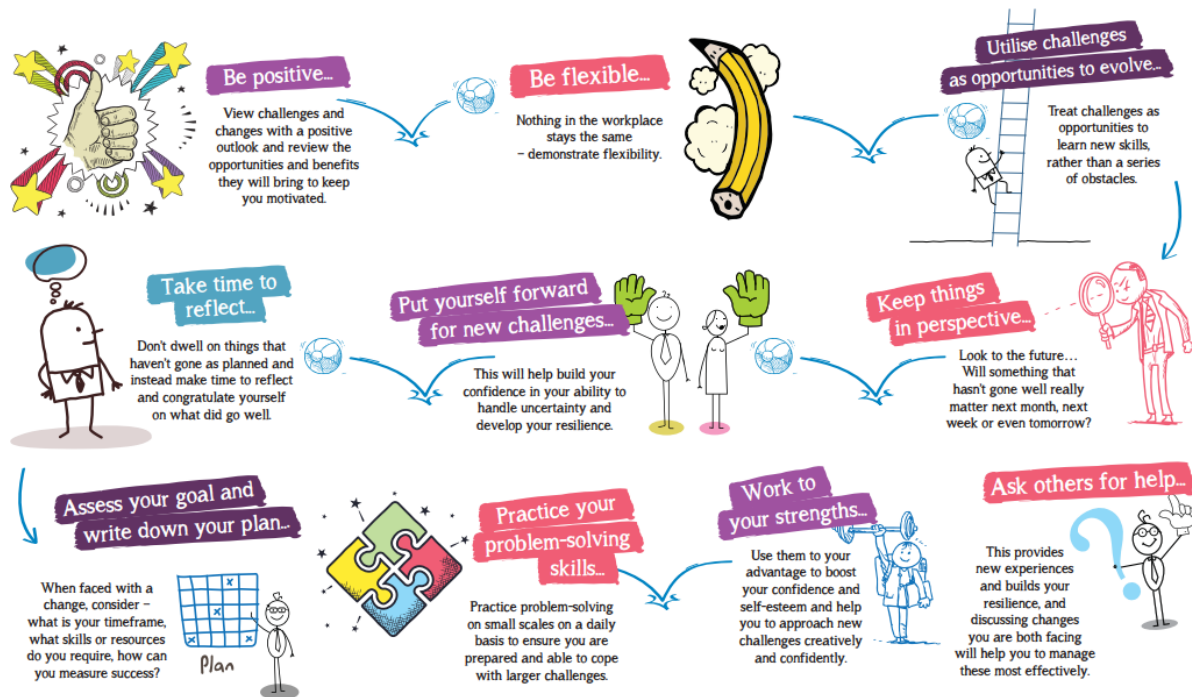 Be positive...
View challenges and
changes with a positive
outlook and review the
opportunities and benefits
they will bring to keep
you motivated.
Be flexible...
Nothing in the workplace
stays the same
– demonstrate flexibility.
Utilise challenges
as opportunities to evolve...
Treat challenges as
opportunities to
learn new skills,
rather than a series
of obstacles.
Keep things
in perspective...
Look to the future...
Will something that
hasn't gone well really
matter next month, next
week or even tomorrow?
Put yourself forward
for new challenges...
This will help build your
confidence in your ability to
handle uncertainty and
develop your resilience.
Take time to
reflect...
Don't dwell on things that
haven't gone as planned and
instead make time to reflect
and congratulate yourself
on what did go well.
Assess your goal and
write down your plan...
When faced with a
change, consider –
what is your timeframe,
what skills or resources
do you require, how can
you measure success?
x
x
x
x
Plan
Practice your
problem-solving
skills...
Practice problem-solving
on small scales on a daily
basis to ensure you are
prepared and able to cope
with larger challenges.
Work to
your strengths...
Use them to your
advantage to boost
your confidence and
self-esteem and help
you to approach new
challenges creatively
and confidently.
Ask others for help...
?
This provides
new experiences
and builds your
resilience, and
discussing changes
you are both facing
will help you to manage
these most effectively.